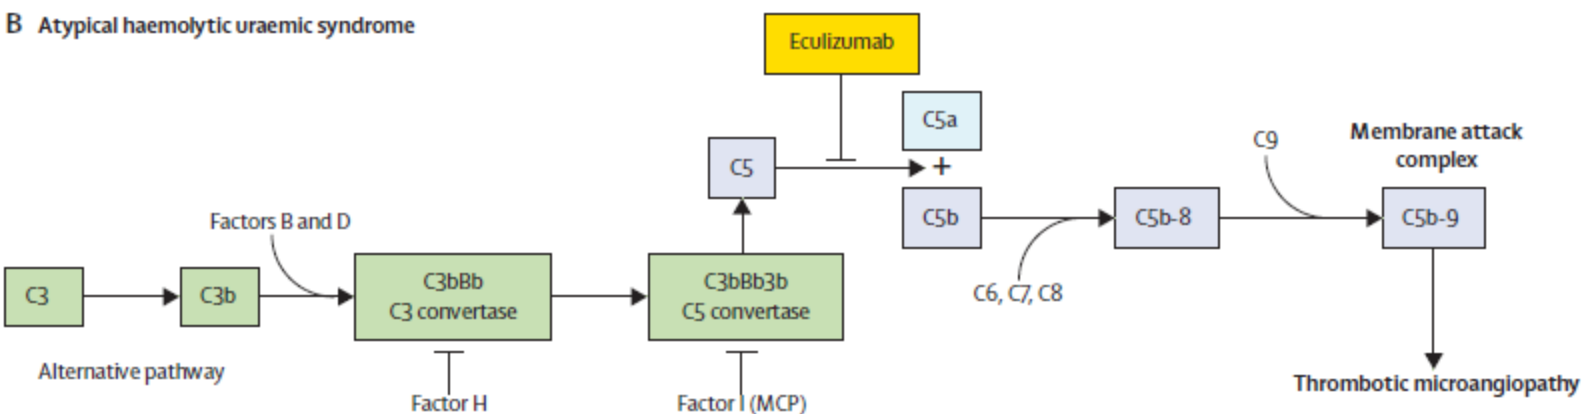 B Atypical haemolytic uraemic syndrome
Eculizumab
C5a
C5
+
C5b
C6, C7, C8
C5b-8
C9
Membrane attack
complex
C5b-9
Factors B and D
C3
C3b
C3bBb
C3 convertase
C3bBb3b
C5 convertase
Alternative pathway
Factor H
Factor I (MCP)
Thrombotic microangiopathy